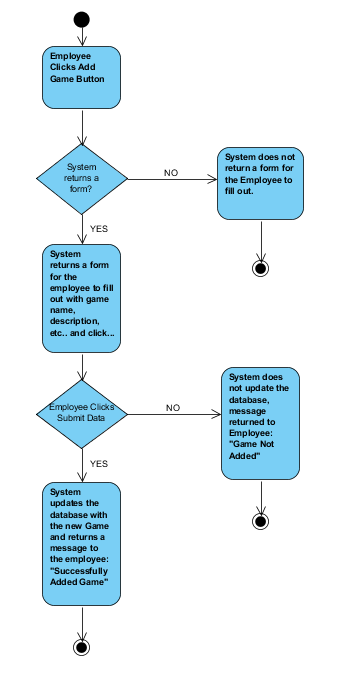 Employee
Clicks Add
Game Button
System
returns a
form?
NO
System does not
return a form for
the Employee to
fill out.
YES
System
returns a form
for the
employee to fill
out with game
name,
description,
etc.. and click...
Employee Clicks
Submit Data
NO
System does
not update the
database,
message
returned to
Employee:
"Game Not
Added"
YES
System
updates the
database with
the new Game
and returns a
message to
the employee:
"Successfully
Added Game"